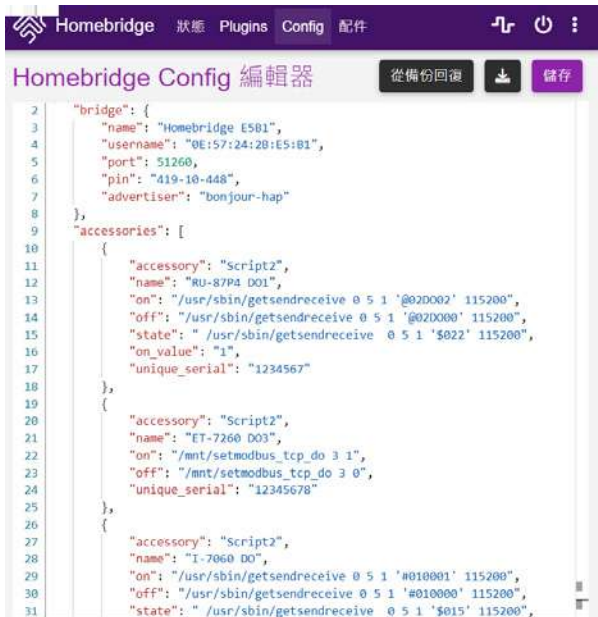 Homebridge 狀態 Plugins Config 配件
Homebridge Config 編輯器 從備份回復 儲存
2 "bridge": {
3 "name": "Homebridge E5B1",
4 "username": "0E:57:24:2B:E5:B1",
5 "port": 51260,
6 "pin": "419-10-448",
7 "advertiser": "bonjour-hap"
8 },
9 "accessories": [
10 {
11 "accessory": "Script2",
12 "name": "RU-87P4 DO1",
13 "on": "/usr/sbin/getsendreceive 0 5 1 '@02DO02' 115200",
14 "off": "/usr/sbin/getsendreceive 0 5 1 '@02DO00' 115200",
15 "state": " /usr/sbin/getsendreceive  0 5 1 '$022' 115200",
16 "on_value": "1",
17 "unique_serial": "1234567"
18 },
19 {
20 "accessory": "Script2",
21 "name": "ET-7260 DO3",
22 "on": "/mnt/setmodbus_tcp_do 3 1",
23 "off": "/mnt/setmodbus_tcp_do 3 0",
24 "unique_serial": "12345678"
25 },
26 {
27 "accessory": "Script2",
28 "name": "I-7060 DO",
29 "on": "/usr/sbin/getsendreceive 0 5 1 '#010001' 115200",
30 "off": "/usr/sbin/getsendreceive 0 5 1 '#010000' 115200",
31 "state": " /usr/sbin/getsendreceive  0 5 1 '$015' 115200",